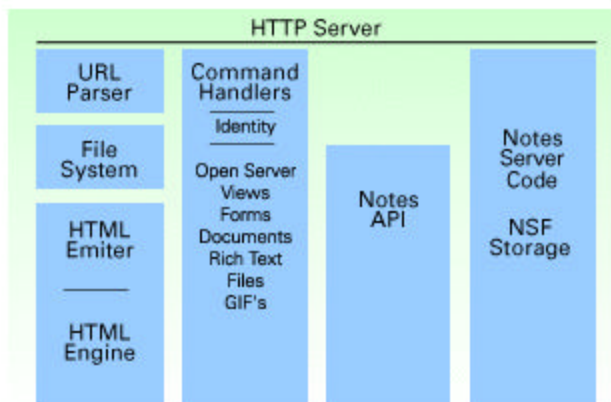 HTTP Server
URL
Parser
File
System
HTML
Emiter
HTML
Engine
Command
Handlers
Identity
Open Server
Views
Forms
Documents
Rich Text
Files
GIF's
Notes
API
Notes
Server
Code
NSF
Storage